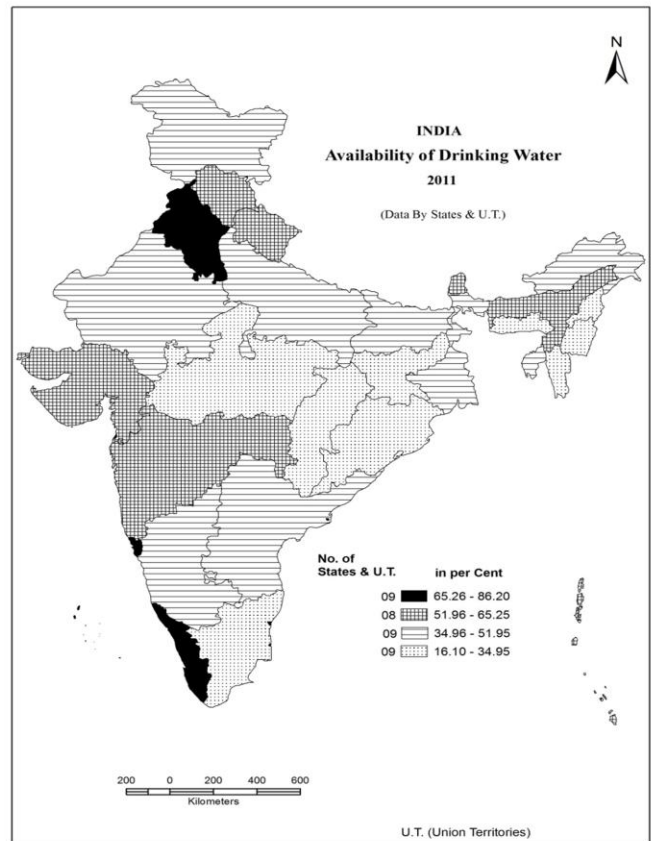 N
INDIA
Availability of Drinking Water
2011
(Data By States & U.T.)
No. of
States & U.T. in per Cent
09 65.26 - 86.20
08 51.96 - 65.25
09 34.96 - 51.95
09 16.10 - 34.95
200 0 200 400 600
Kilometers
U.T. (Union Territories)